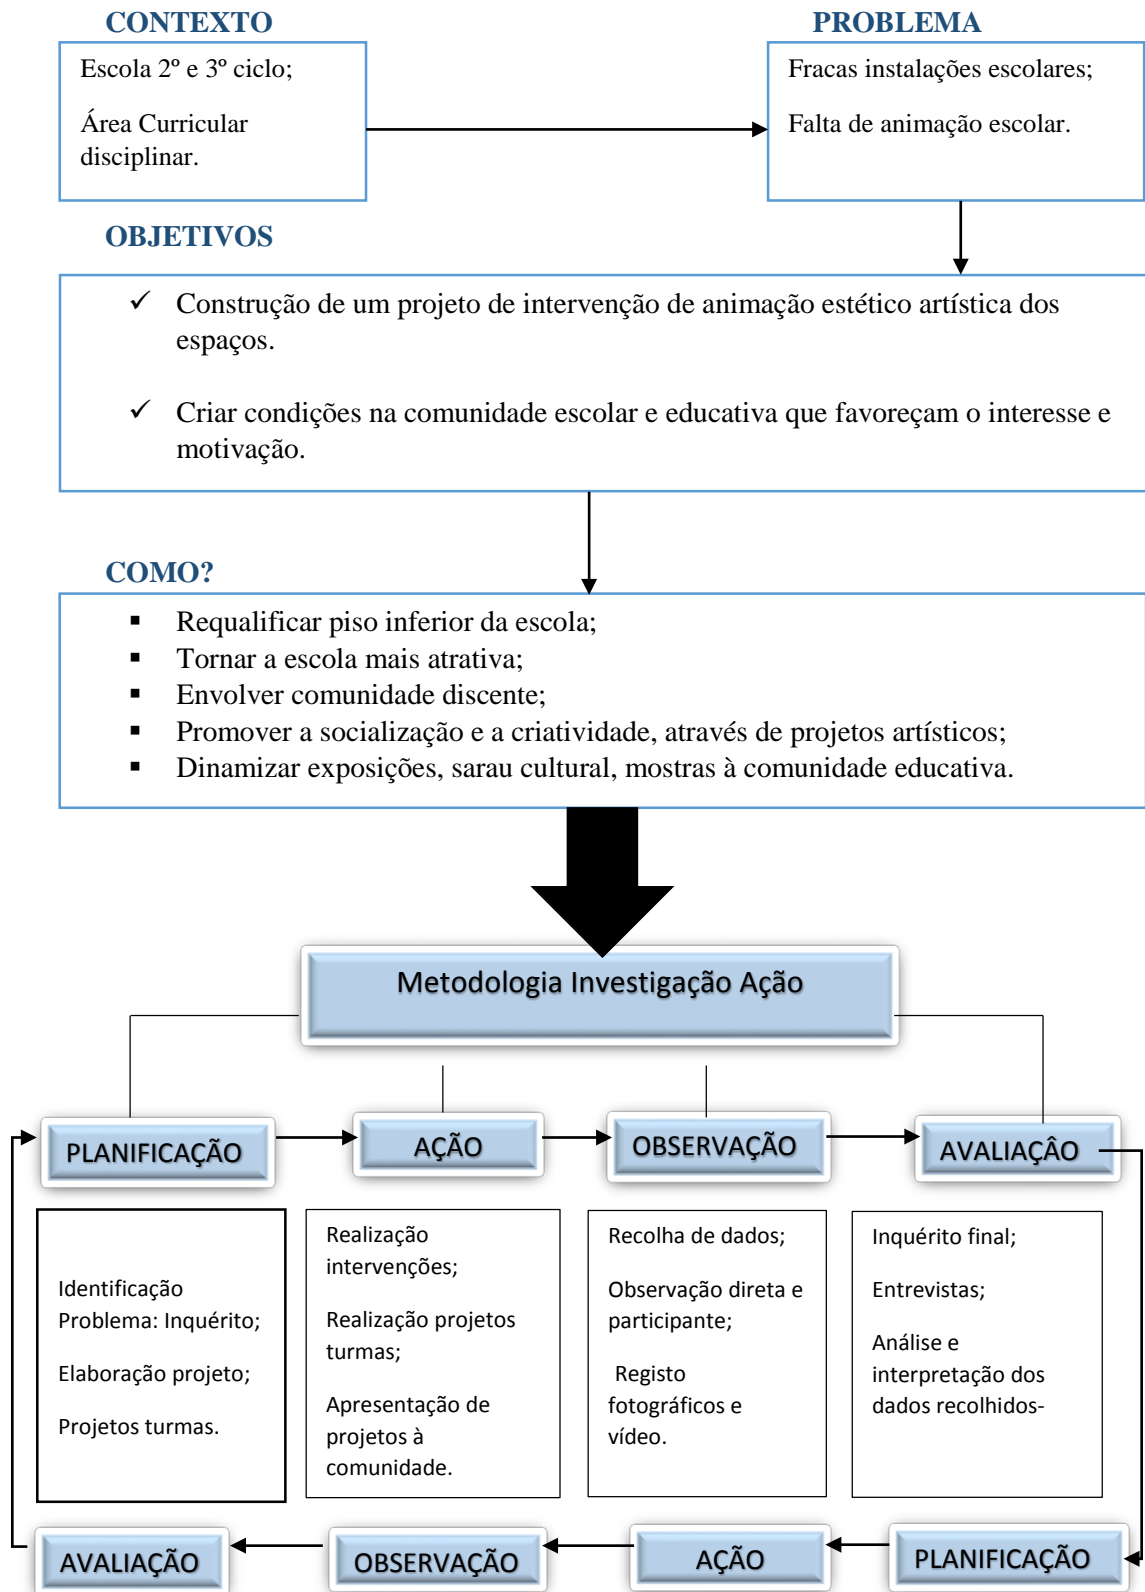 CONTEXTO
PROBLEMA
Escola 2º e 3º ciclo;
Área Curricular
disciplinar.
Fracas instalações escolares;
Falta de animação escolar.
OBJETIVOS
✓ Construção de um projeto de intervenção de animação estético artística dos
espaços.
✓ Criar condições na comunidade escolar e educativa que favoreçam o interesse e
motivação.
COMO?
▪ Requalificar piso inferior da escola;
▪ Tornar a escola mais atrativa;
▪ Envolver comunidade discente;
▪ Promover a socialização e a criatividade, através de projetos artísticos;
▪ Dinamizar exposições, sarau cultural, mostras à comunidade educativa.
Metodologia Investigação Ação
PLANIFICAÇÃO
AÇÃO
OBSERVAÇÃO
AVALIAÇÂO
Identificação
Problema: Inquérito;
Elaboração projeto;
Projetos turmas.
Realização
intervenções;
Realização projetos
turmas;
Apresentação de
projetos à
comunidade.
Recolha de dados;
Observação direta e
participante;
Registo
fotográficos e
vídeo.
Inquérito final;
Entrevistas;
Análise e
interpretação dos
dados recolhidos-
AVALIAÇÃO
OBSERVAÇÃO
AÇÃO
PLANIFICAÇÃO